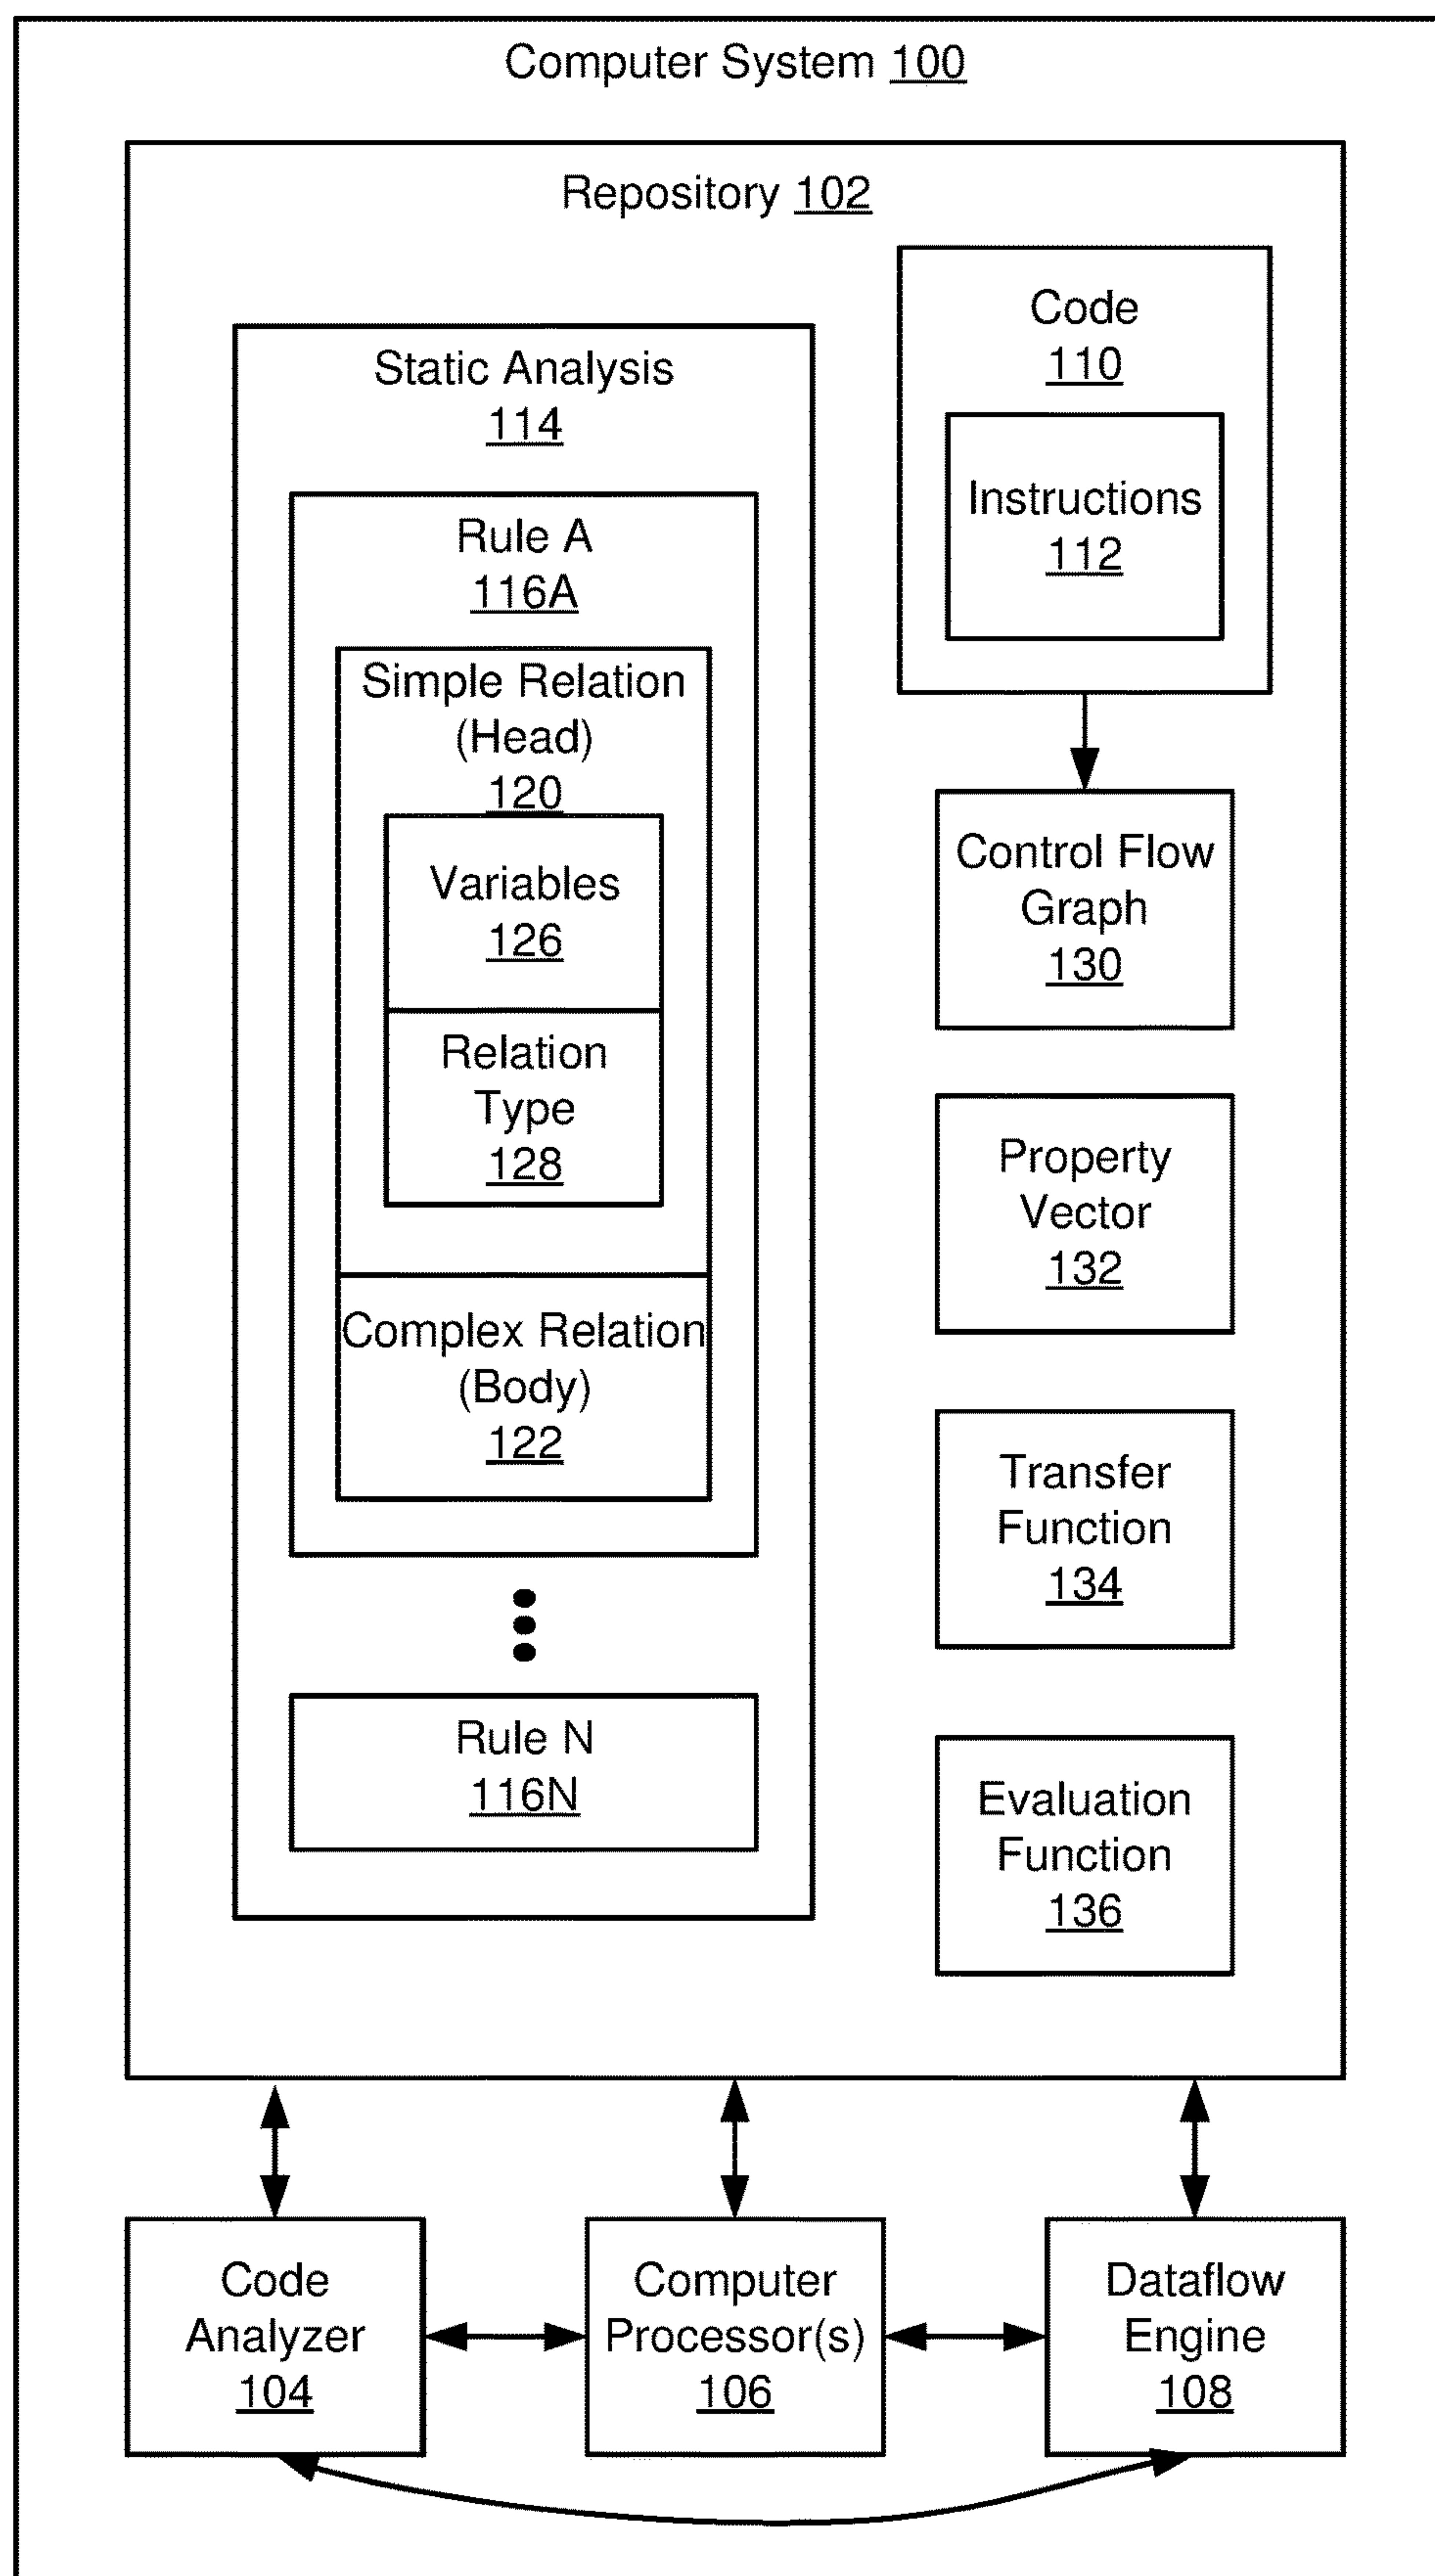 Computer System 100
Repository 102
Static Analysis
114
Rule A
116A
Simple Relation
(Head)
120
Variables
126
Relation
Type
128
Complex Relation
(Body)
122
Rule N
116N
Code
110
Instructions
112
Control Flow
Graph
130
Property
Vector
132
Transfer
Function
134
Evaluation
Function
136
Code
Analyzer
104
Computer
Processor(s)
106
Dataflow
Engine
108